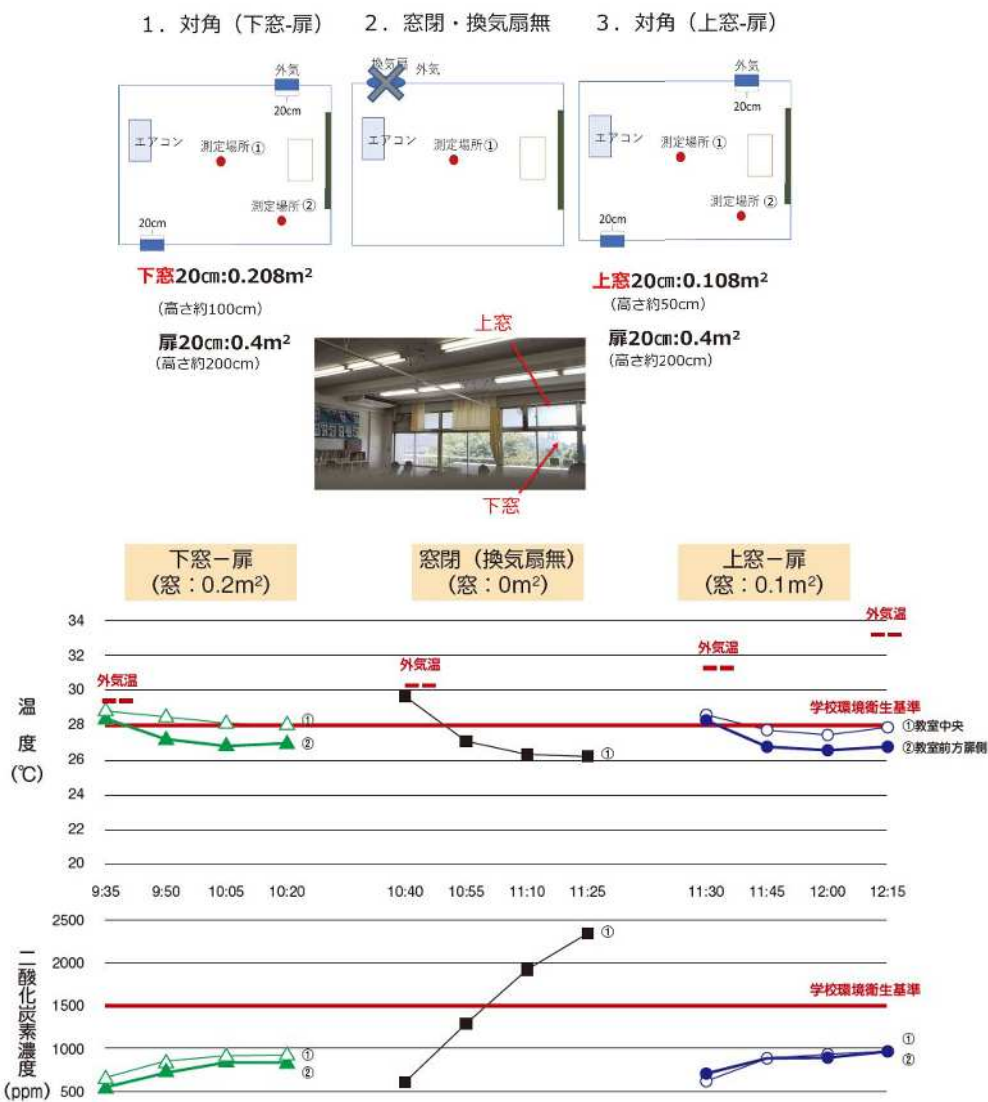 1．対角（下窓-扉）
2．窓閉・換気扇無
3．対角（上窓-扉）
外気
20cm
エアコン
測定場所①
測定場所②
20cm
換気扇
外気
エアコン
測定場所①
外気
20cm
エアコン
測定場所①
測定場所②
20cm
下窓20㎝:0.208m²
（高さ約100cm）
扉20㎝:0.4m²
（高さ約200cm）
上窓20㎝:0.108m²
（高さ約50cm）
扉20㎝:0.4m²
（高さ約200cm）
上窓
下窓
下窓－扉
（窓：0.2m²）
窓閉（換気扇無）
（窓：0m²）
上窓－扉
（窓：0.1m²）
温度（℃）
34
32
30
28
26
24
22
20
外気温
①
②
外気温
①
外気温
外気温
学校環境衛生基準
①教室中央
②教室前方扉側
9:35 9:50 10:05 10:20 10:40 10:55 11:10 11:25 11:30 11:45 12:00 12:15
二酸化炭素濃度(ppm)
2500
2000
1500
1000
500
①
②
①
学校環境衛生基準
①
②